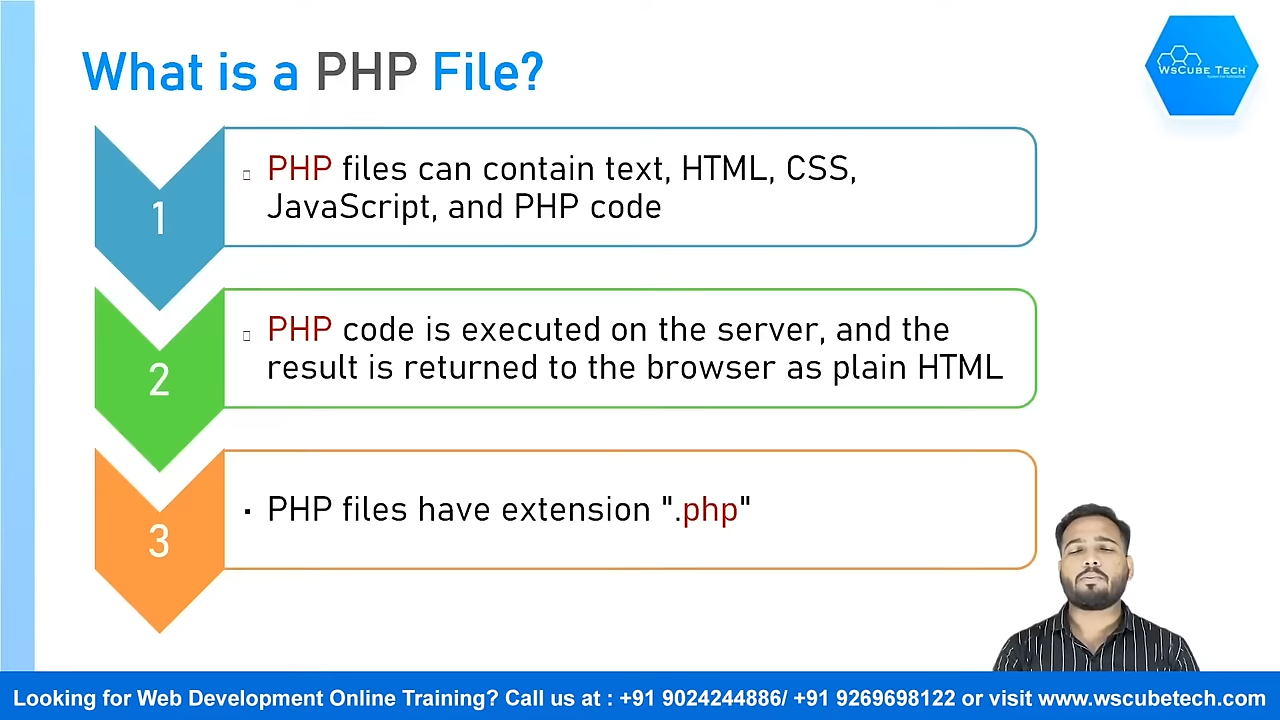 What is a PHP File?
WsCube Tech
1
PHP files can contain text, HTML, CSS,
JavaScript, and PHP code
2
PHP code is executed on the server, and the
result is returned to the browser as plain HTML
3
▪ PHP files have extension ".php"
Looking for Web Development Online Training? Call us at : +91 9024244886/ +91 9269698122 or visit www.wscubetech.com